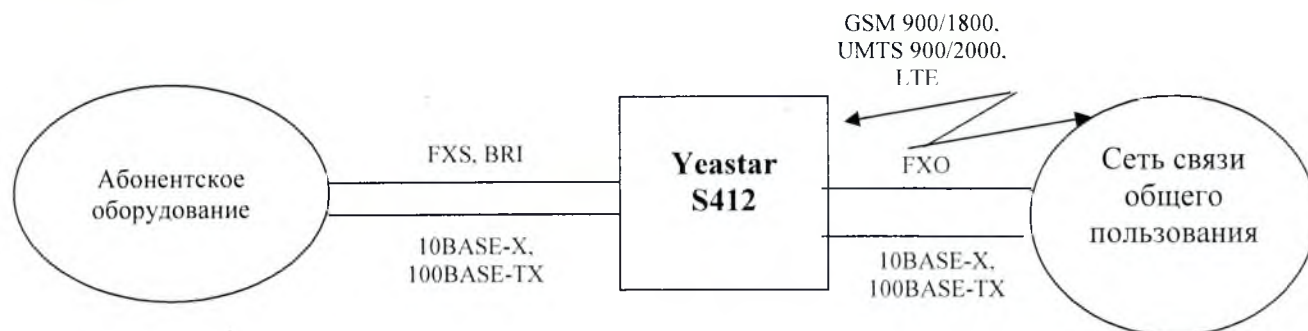 GSM 900/1800,
UMTS 900/2000,
LTE
FXS, BRI
Yeastar
S412
FXO
Абонентское
оборудование
Сеть связи
общего
пользования
10BASE-X,
100BASE-TX
10BASE-X,
100BASE-TX